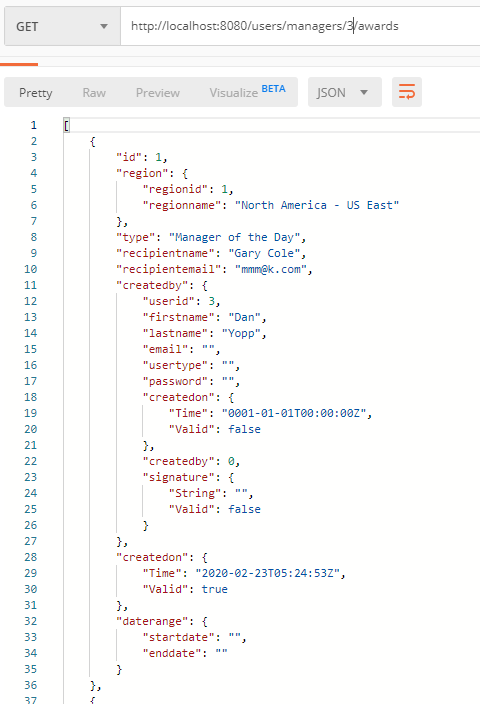 GET http://localhost:8080/users/managers/3/awards
Pretty Raw Preview Visualize BETA JSON
1 [
2 {
3 "id": 1,
4 "region": {
5 "regionid": 1,
6 "regionname": "North America - US East"
7 },
8 "type": "Manager of the Day",
9 "recipientname": "Gary Cole",
10 "recipientemail": "mmm@k.com",
11 "createdby": {
12 "userid": 3,
13 "firstname": "Dan",
14 "lastname": "Yopp",
15 "email": "",
16 "usertype": "",
17 "password": "",
18 "createdon": {
19 "Time": "0001-01-01T00:00:00Z",
20 "Valid": false
21 },
22 "createdby": 0,
23 "signature": {
24 "String": "",
25 "Valid": false
26 }
27 },
28 "createdon": {
29 "Time": "2020-02-23T05:24:53Z",
30 "Valid": true
31 },
32 "daterange": {
33 "startdate": "",
34 "enddate": ""
35 }
36 },
37 {